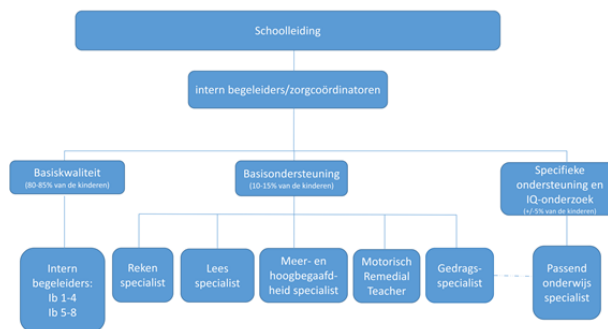 Schoolleiding
intern begeleiders/zorgcoördinatoren
Basiskwaliteit
(80-85% van de kinderen)
Basisondersteuning
(10-15% van de kinderen)
Specifieke
ondersteuning en
IQ-onderzoek
(+/- 5% van de kinderen)
Intern
begeleiders:
Ib 1-4
Ib 5-8
Reken
specialist
Lees
specialist
Meer- en
hoogbegaafd-
heid specialist
Motorisch
Remedial
Teacher
Gedrags-
specialist
Passend
onderwijs
specialist